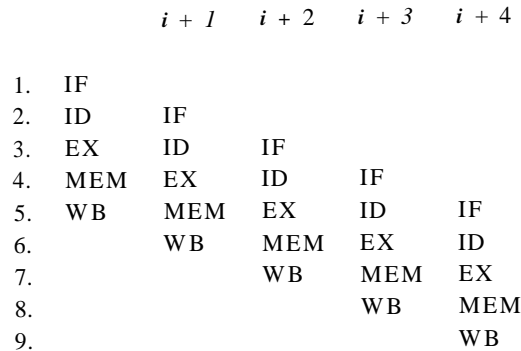 i + 1 i + 2 i + 3 i + 4
1. IF
2. ID IF
3. EX ID IF
4. MEM EX ID IF
5. WB MEM EX ID IF
6. WB MEM EX ID
7. WB MEM EX
8. WB MEM
9. WB